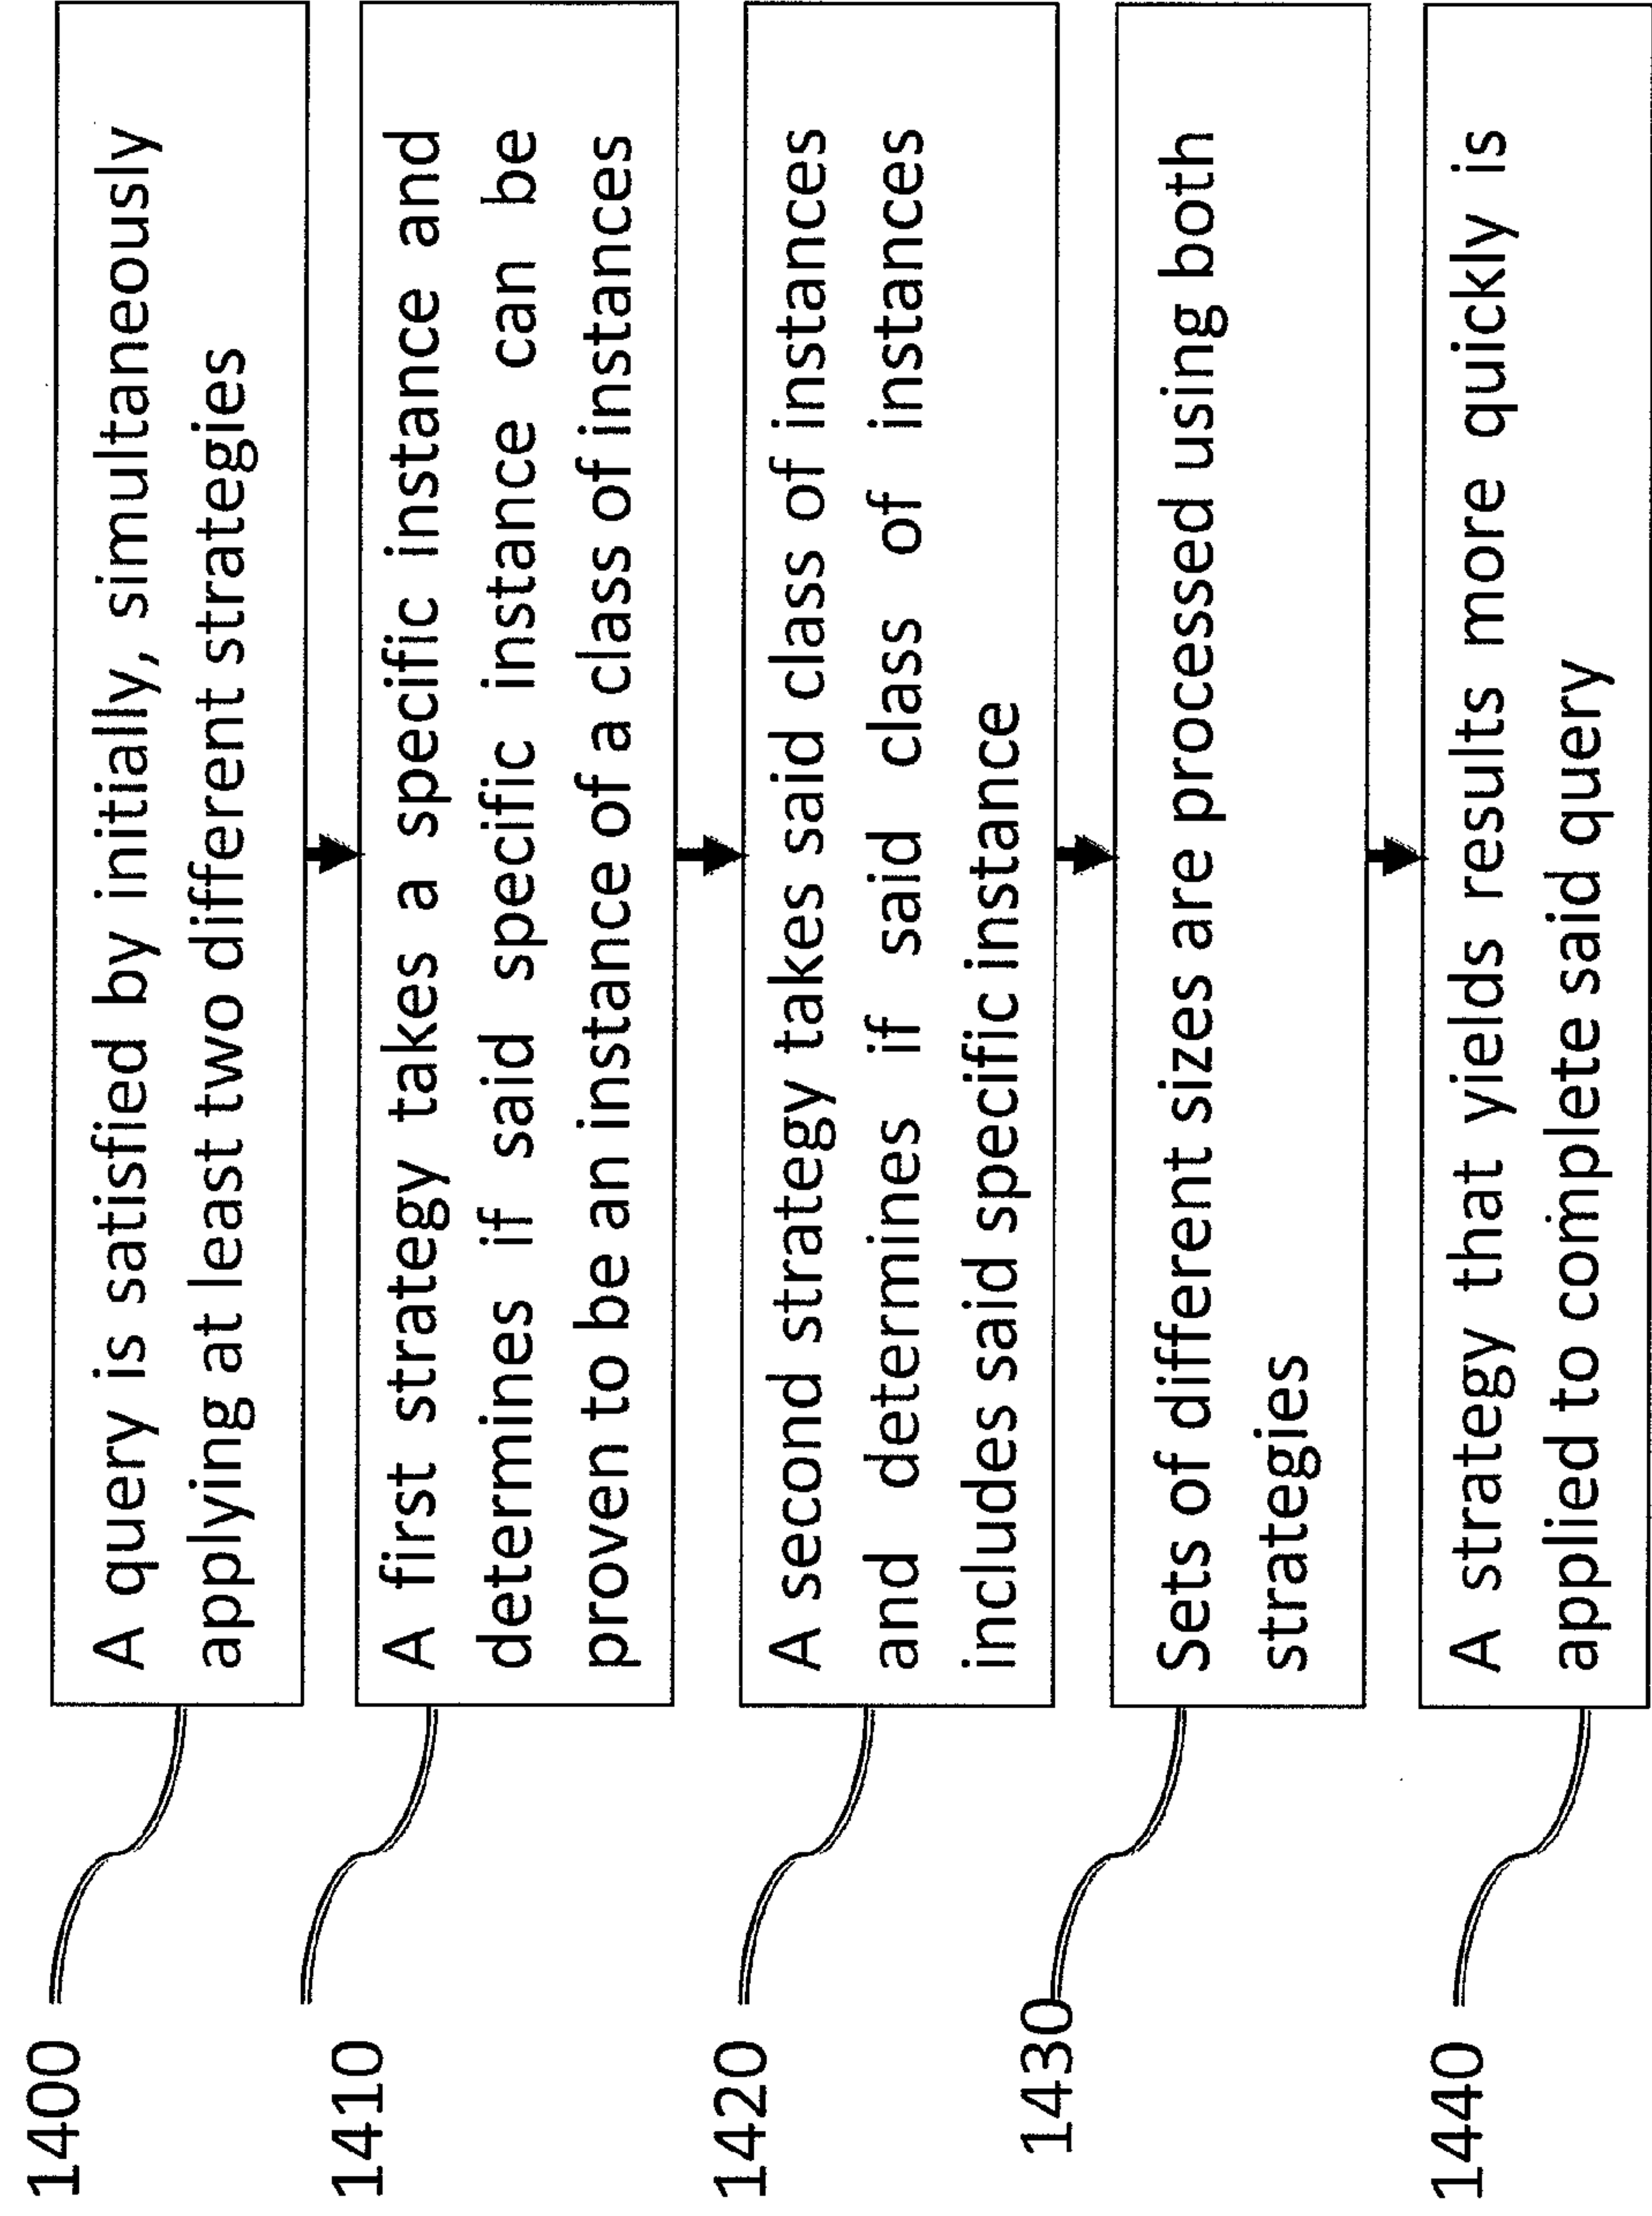 1400
A query is satisfied by initially, simultaneously
applying at least two different strategies
1410
A first strategy takes a specific instance and
determines if said specific instance can be
proven to be an instance of a class of instances
1420
A second strategy takes said class of instances
and determines if said class of instances
includes said specific instance
1430
Sets of different sizes are processed using both
strategies
1440
A strategy that yields results more quickly is
applied to complete said query